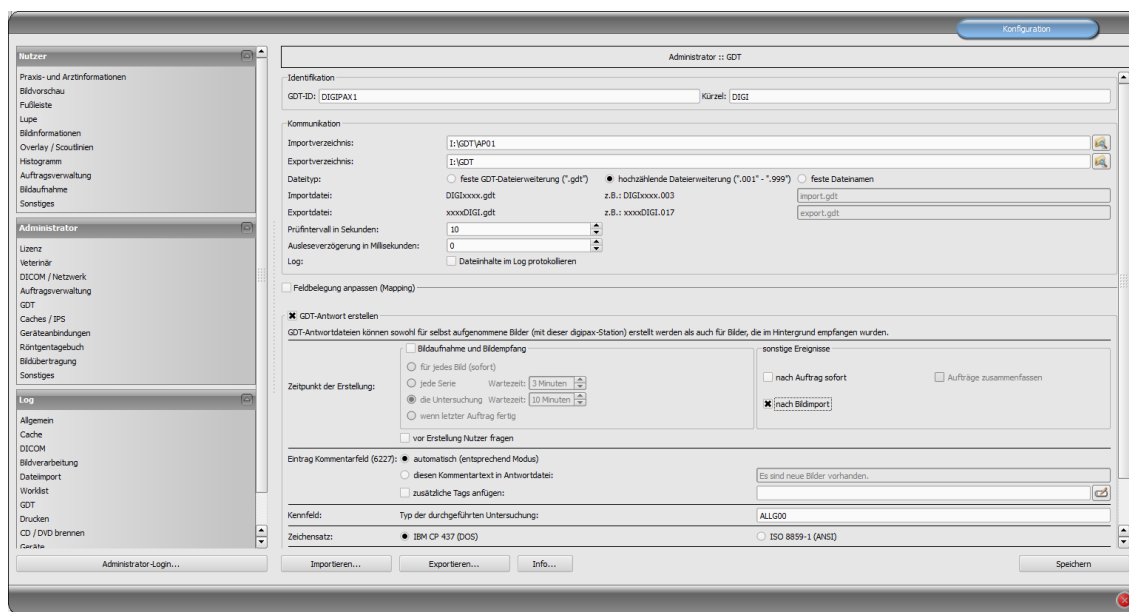 Konfiguration
Nutzer
Praxis- und Arztinformationen
Bildvorschau
Fußleiste
Lupe
Bildinformationen
Overlay / Scoutlinien
Histogramm
Auftragsverwaltung
Bildaufnahme
Sonstiges
Administrator
Lizenz
Veterinär
DICOM / Netzwerk
Auftragsverwaltung
GDT
Caches / IPS
Geräteanbindungen
Röntgentagebuch
Bildübertragung
Sonstiges
Log
Allgemein
Cache
DICOM
Bildverarbeitung
Dateiimport
Worklist
GDT
Drucken
CD / DVD brennen
Geräte
Administrator-Login...
Administrator :: GDT
Identifikation
GDT-ID: DIGIPAX1 Kürzel: DIGI
Kommunikation
Importverzeichnis: I:\GDT\AP01
Exportverzeichnis: I:\GDT
Dateityp: feste GDT-Dateierweiterung (".gdt") hochzählende Dateierweiterung (".001" - ".999") feste Dateinamen
Importdatei: DIGIxxxx.gdt z.B.: DIGIxxxx.003 import.gdt
Exportdatei: xxxxDIGI.gdt z.B.: xxxxDIGI.017 export.gdt
Prüfintervall in Sekunden: 10
Ausleseverzögerung in Millisekunden: 0
Log: Dateiinhalte im Log protokollieren
Feldbelegung anpassen (Mapping)
GDT-Antwort erstellen
GDT-Antwortdateien können sowohl für selbst aufgenommene Bilder (mit dieser digipax-Station) erstellt werden als auch für Bilder, die im Hintergrund empfangen wurden.
Zeitpunkt der Erstellung:
Bildaufnahme und Bildempfang
für jedes Bild (sofort)
jede Serie Wartezeit: 3 Minuten
die Untersuchung Wartezeit: 10 Minuten
wenn letzter Auftrag fertig
sonstige Ereignisse
nach Auftrag sofort Aufträge zusammenfassen
nach Bildimport
vor Erstellung Nutzer fragen
Eintrag Kommentarfeld (6227): automatisch (entsprechend Modus)
diesen Kommentartext in Antwortdatei: Es sind neue Bilder vorhanden.
zusätzliche Tags anfügen:
Kennfeld: Typ der durchgeführten Untersuchung: ALLG00
Zeichensatz: IBM CP 437 (DOS) ISO 8859-1 (ANSI)
Importieren... Exportieren... Info... Speichern